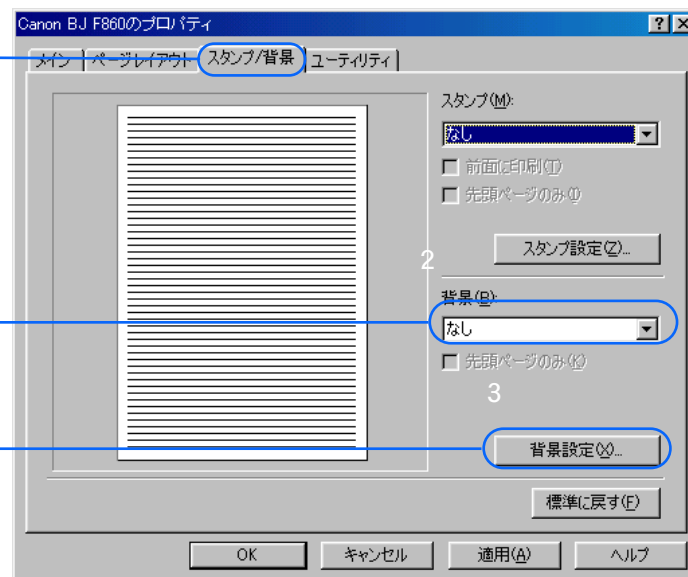 Canon BJ F860のプロパティ
メイン ページレイアウト スタンプ/背景 ユーティリティ
スタンプ(M):
なし
前面に印刷(T)
先頭ページのみ(I)
スタンプ設定(Z)...
2
背景(B):
なし
先頭ページのみ(K)
3
背景設定(X)...
標準に戻す(F)
OK キャンセル 適用(A) ヘルプ